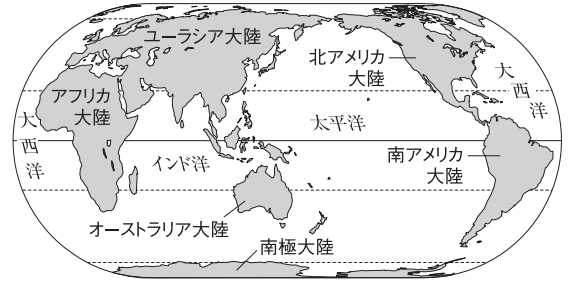 ユーラシア大陸
北アメリカ
大陸
大
西
洋
アフリカ
大陸
大
西
洋
太平洋
インド洋
南アメリカ
大陸
オーストラリア大陸
南極大陸